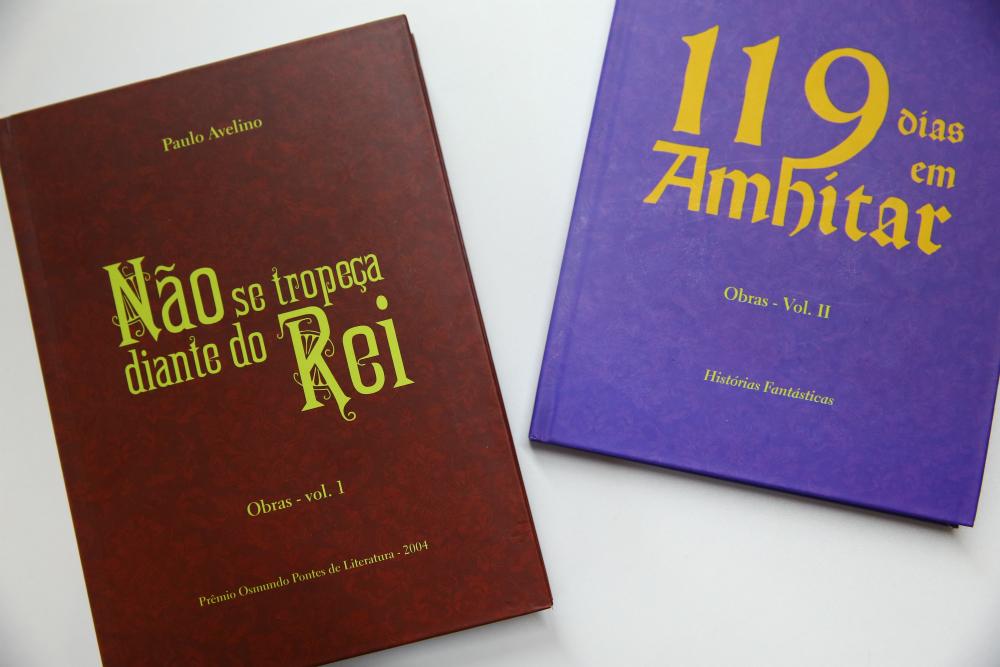 Paulo Avelino
Não se tropeça
diante do Rei
Obras - vol. 1
Prêmio Osmundo Pontes de Literatura - 2004
119 dias
em
Amhitar
Obras - Vol. II
Histórias Fantásticas